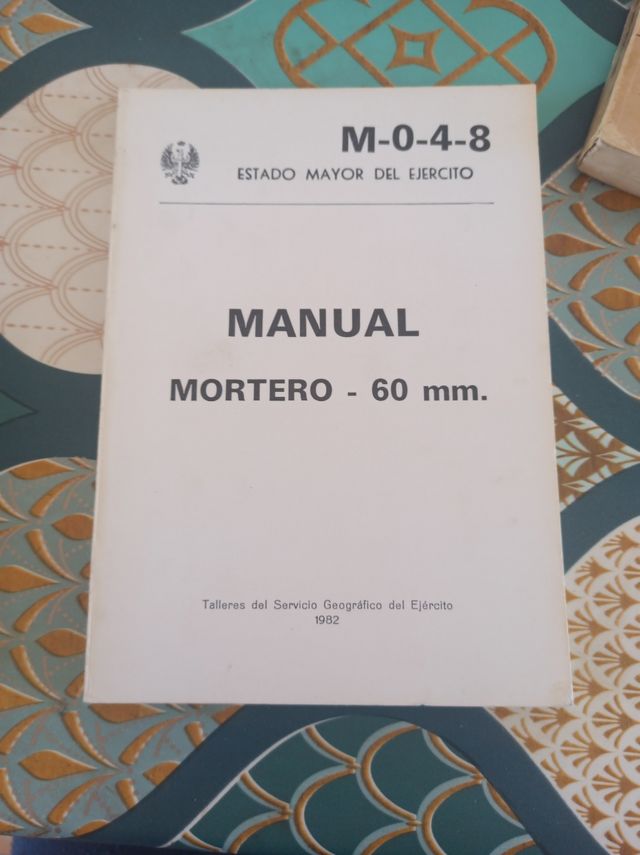 M-0-4-8
ESTADO MAYOR DEL EJERCITO
MANUAL
MORTERO - 60 mm.
Talleres del Servicio Geográfico del Ejército
1982